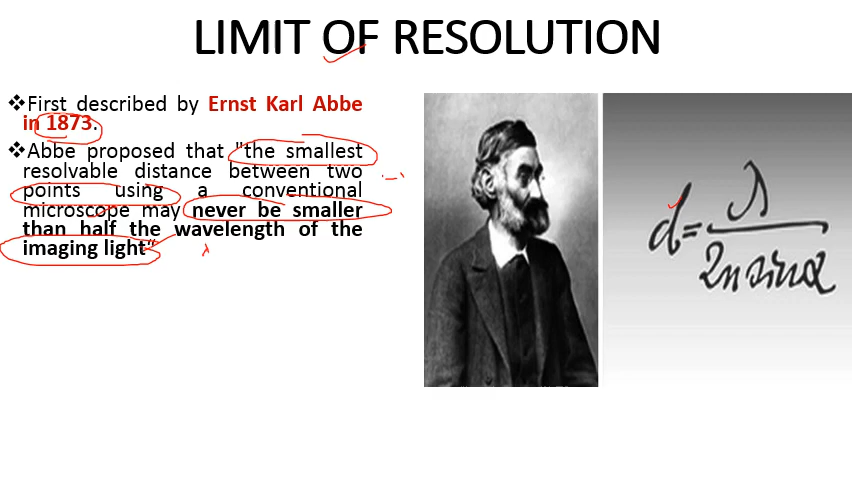 LIMIT OF RESOLUTION
❖First described by Ernst Karl Abbe
in 1873.
❖Abbe proposed that "the smallest
resolvable distance between two
points using a conventional
microscope may never be smaller
than half the wavelength of the
imaging light“
λ
d=λ/2n sinα